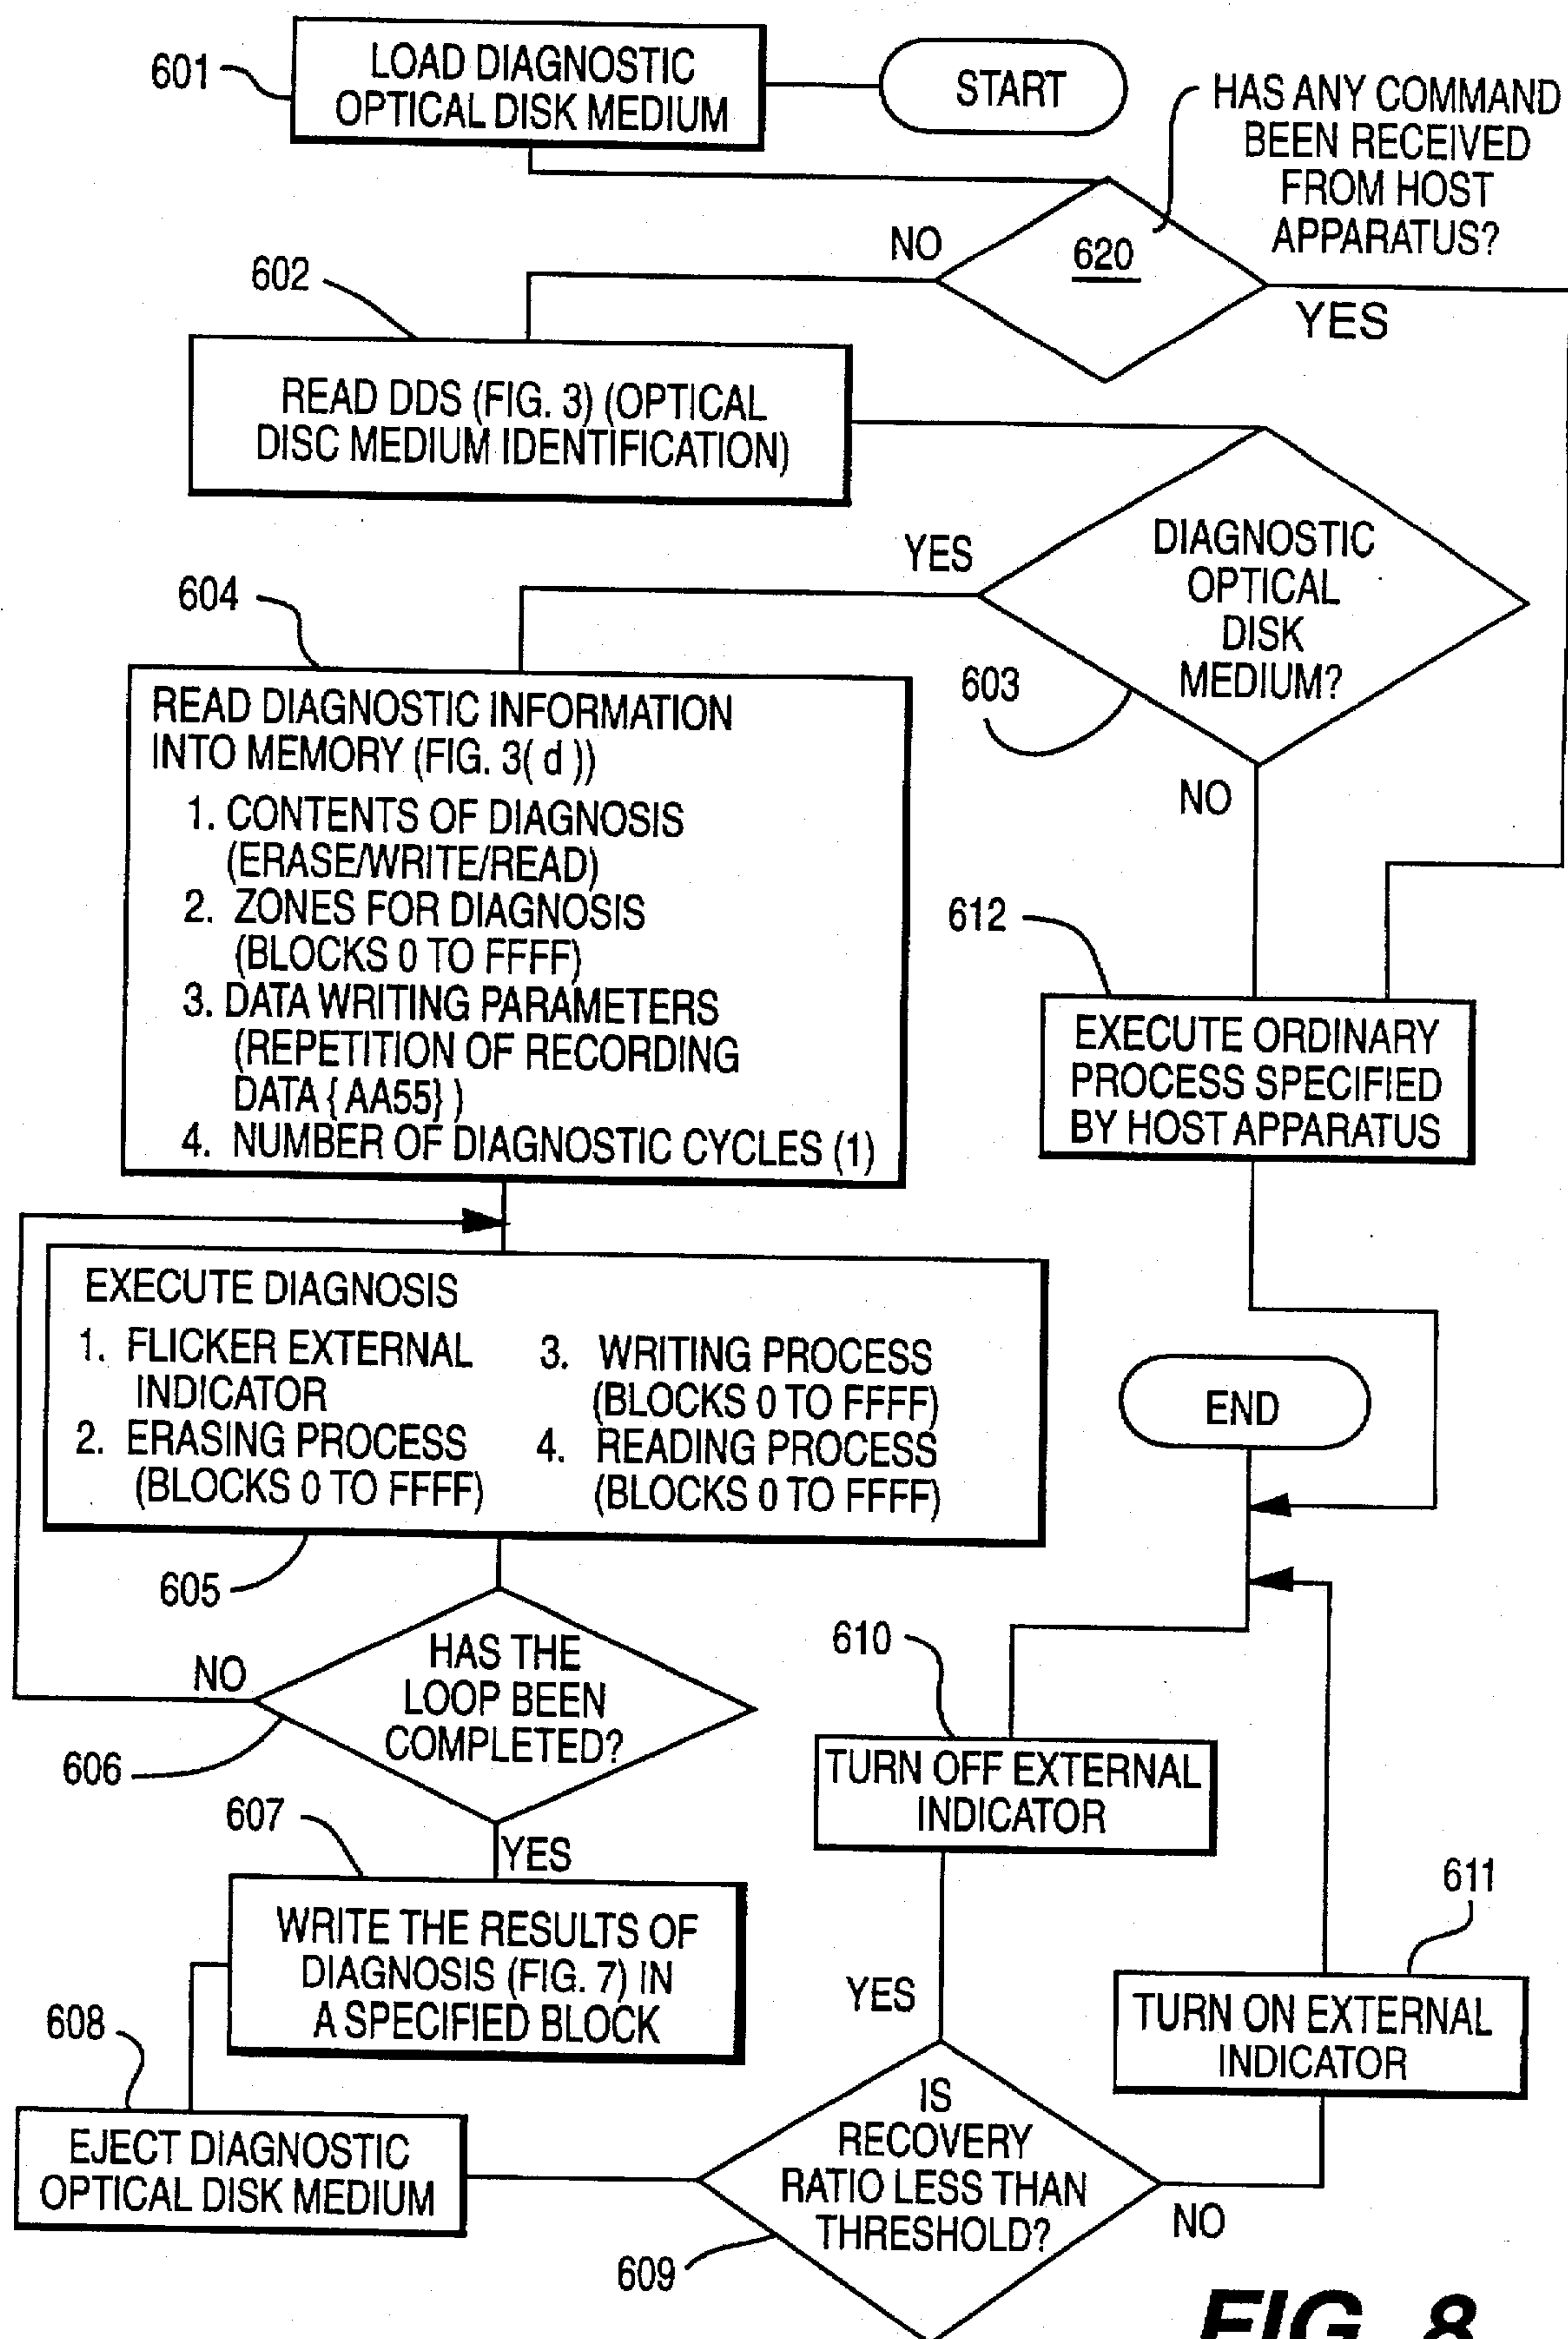 601
LOAD DIAGNOSTIC
OPTICAL DISK MEDIUM
START
HAS ANY COMMAND
BEEN RECEIVED
FROM HOST
APPARATUS?
620
NO
YES
602
READ DDS (FIG. 3) (OPTICAL
DISC MEDIUM IDENTIFICATION)
DIAGNOSTIC
OPTICAL
DISK
MEDIUM?
YES
603
NO
604
READ DIAGNOSTIC INFORMATION
INTO MEMORY (FIG. 3( d ))
1. CONTENTS OF DIAGNOSIS
(ERASE/WRITE/READ)
2. ZONES FOR DIAGNOSIS
(BLOCKS 0 TO FFFF)
3. DATA WRITING PARAMETERS
(REPETITION OF RECORDING
DATA { AA55} )
4. NUMBER OF DIAGNOSTIC CYCLES (1)
612
EXECUTE ORDINARY
PROCESS SPECIFIED
BY HOST APPARATUS
EXECUTE DIAGNOSIS
1. FLICKER EXTERNAL
INDICATOR
2. ERASING PROCESS
(BLOCKS 0 TO FFFF)
3. WRITING PROCESS
(BLOCKS 0 TO FFFF)
4. READING PROCESS
(BLOCKS 0 TO FFFF)
605
END
HAS THE
LOOP BEEN
COMPLETED?
NO
606
YES
607
WRITE THE RESULTS OF
DIAGNOSIS (FIG. 7) IN
A SPECIFIED BLOCK
608
EJECT DIAGNOSTIC
OPTICAL DISK MEDIUM
610
TURN OFF EXTERNAL
INDICATOR
YES
611
TURN ON EXTERNAL
INDICATOR
IS
RECOVERY
RATIO LESS THAN
THRESHOLD?
NO
609
FIG. 8